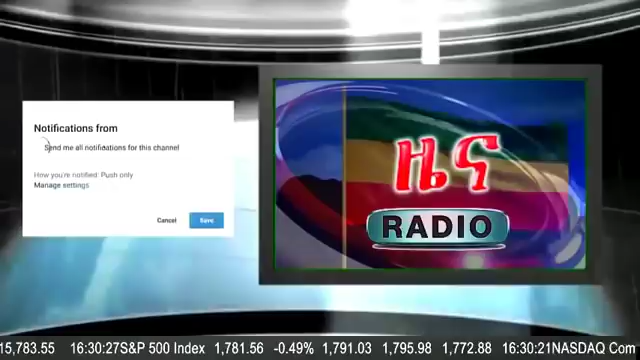 Notifications from
Send me all notifications for this channel
How you're notified: Push only
Manage settings
Cancel
Save
ዜና
RADIO
15,783.55 16:30:27S&P 500 Index 1,781.56 -0.49% 1,791.03 1,795.98 1,772.88 16:30:21NASDAQ Com